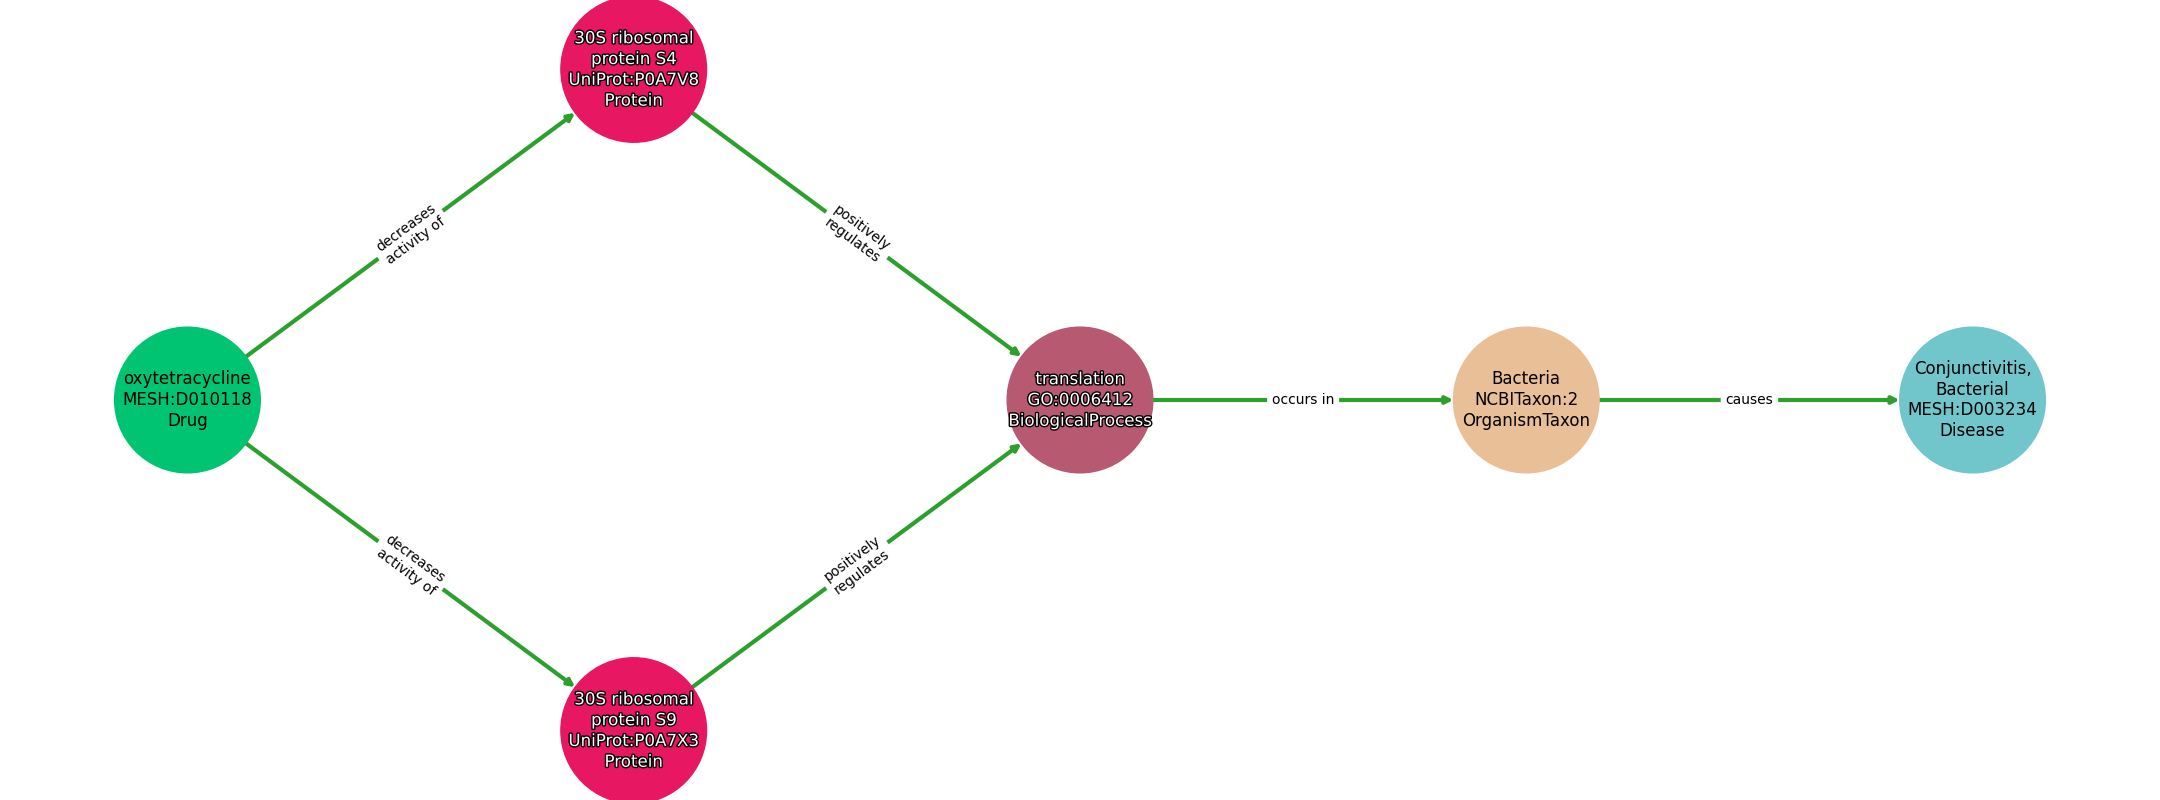 30S ribosomal
protein S4
UniProt:P0A7V8
Protein
decreases
activity of
positively
regulates
oxytetracycline
MESH:D010118
Drug
translation
GO:0006412
BiologicalProcess
occurs in
Bacteria
NCBITaxon:2
OrganismTaxon
causes
Conjunctivitis,
Bacterial
MESH:D003234
Disease
decreases
activity of
positively
regulates
30S ribosomal
protein S9
UniProt:P0A7X3
Protein